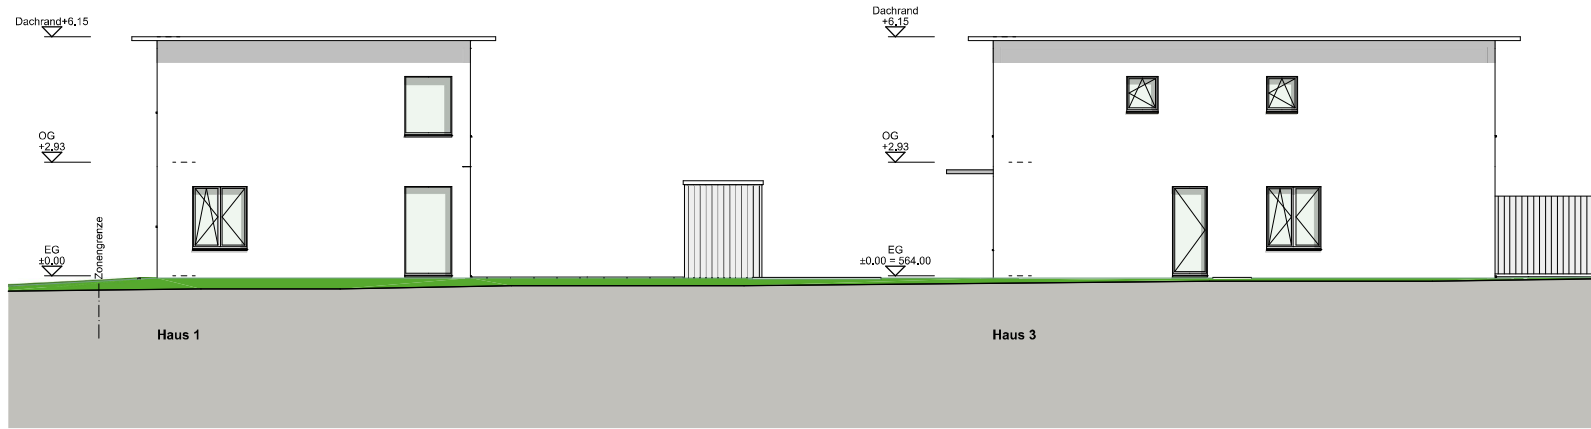 Dachrand+6.15
OG
+2.93
EG
±0.00
Zonengrenze
Haus 1
Dachrand
+6.15
OG
+2.93
EG
±0.00 = 564.00
Haus 3